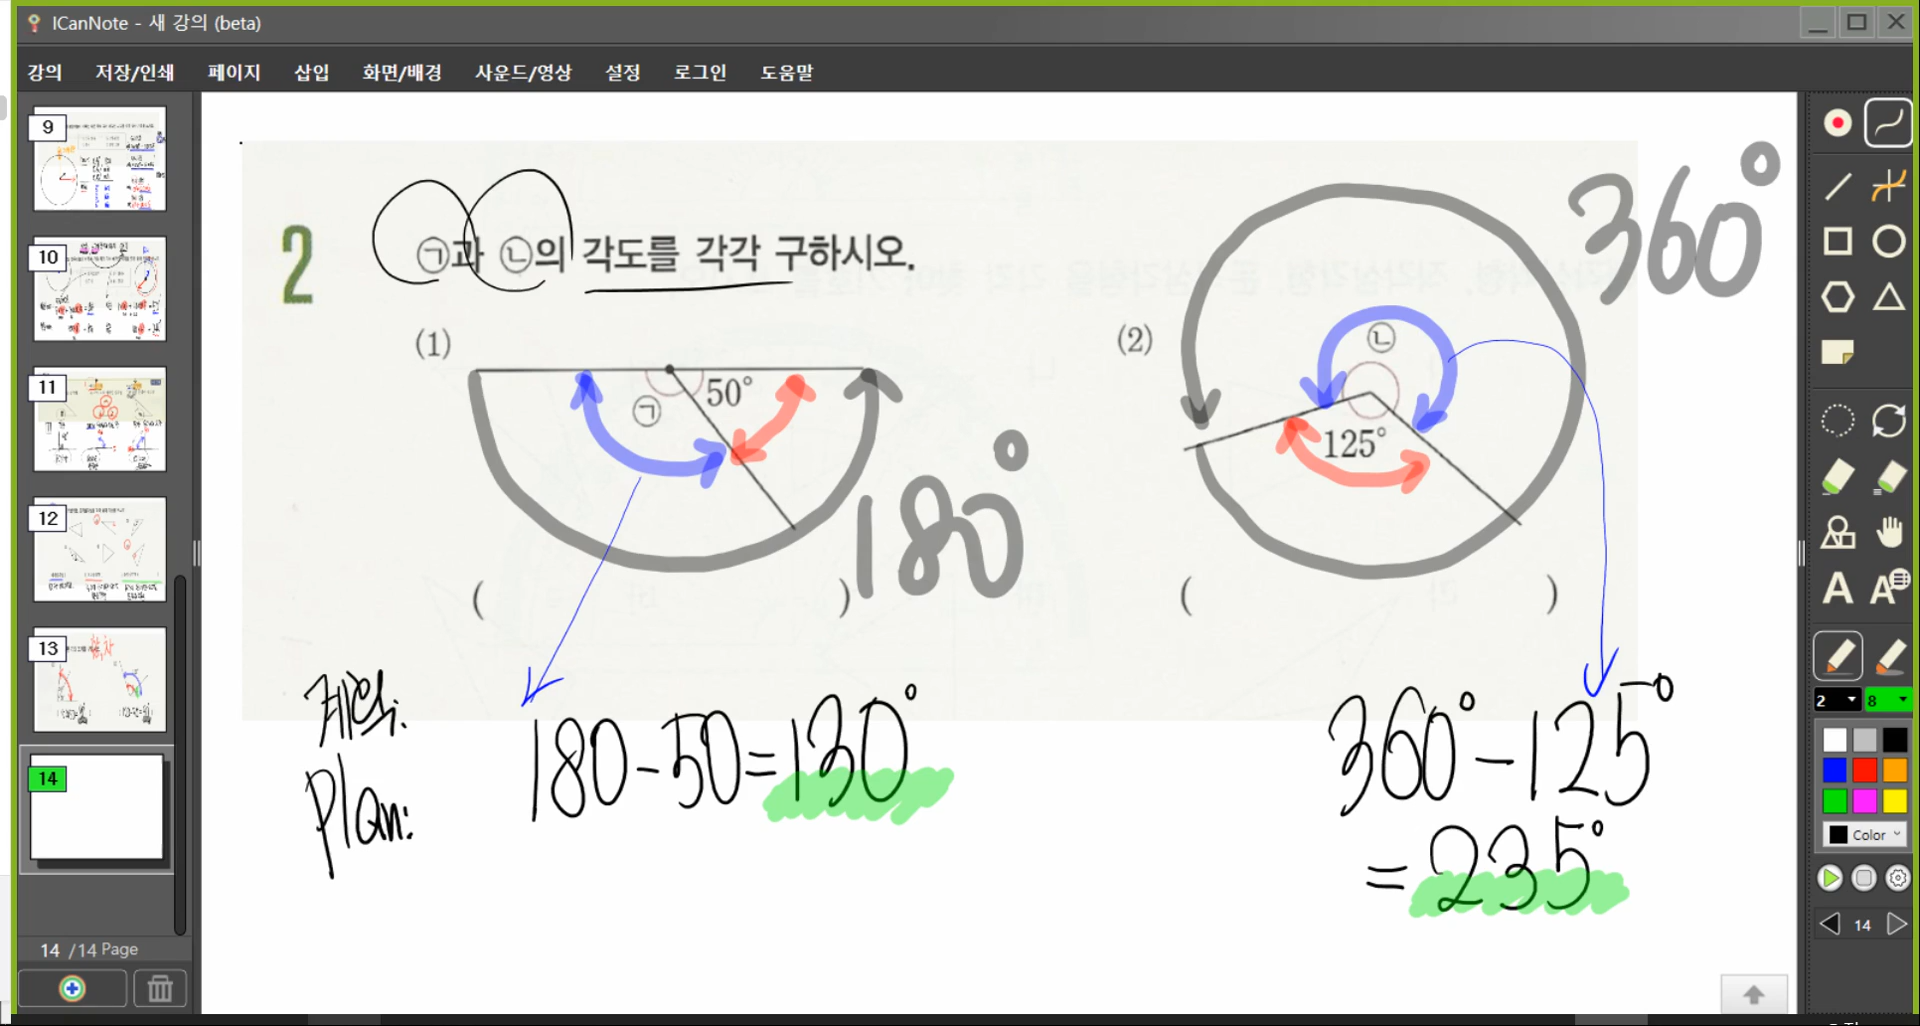 ICanNote - 새 강의 (beta)
강의 저장/인쇄 페이지 삽입 화면/배경 사운드/영상 설정 로그인 도움말
9
10
11
12
13
14
14 /14 Page
2 ㉠과 ㉡의 각도를 각각 구하시오.
(1)
50°
㉠
180°
( )
(2)
360°
㉡
125°
( )
계획:
Plan:
180-50=130°
360°-125°
=235°
A A
2 8
Color
14